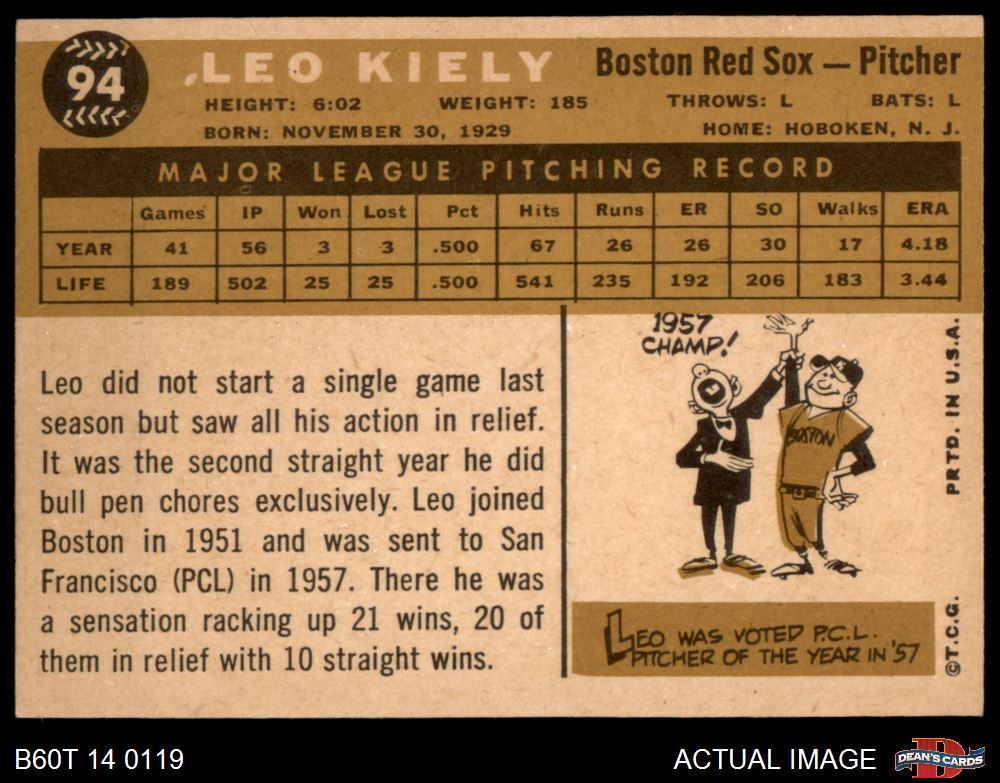 94
LEO KIELY
Boston Red Sox — Pitcher
HEIGHT: 6:02 WEIGHT: 185 THROWS: L BATS: L
BORN: NOVEMBER 30, 1929 HOME: HOBOKEN, N. J.
MAJOR LEAGUE PITCHING RECORD
Games IP Won Lost Pct Hits Runs ER SO Walks ERA
YEAR 41 56 3 3 .500 67 26 26 30 17 4.18
LIFE 189 502 25 25 .500 541 235 192 206 183 3.44
Leo did not start a single game last
season but saw all his action in relief.
It was the second straight year he did
bull pen chores exclusively. Leo joined
Boston in 1951 and was sent to San
Francisco (PCL) in 1957. There he was
a sensation racking up 21 wins, 20 of
them in relief with 10 straight wins.
1957
CHAMP!
BOSTON
LEO WAS VOTED P.C.L.
PITCHER OF THE YEAR IN '57
©T.C.G. PRTD. IN U.S.A.
B60T 14 0119
ACTUAL IMAGE
DEAN'S CARDS